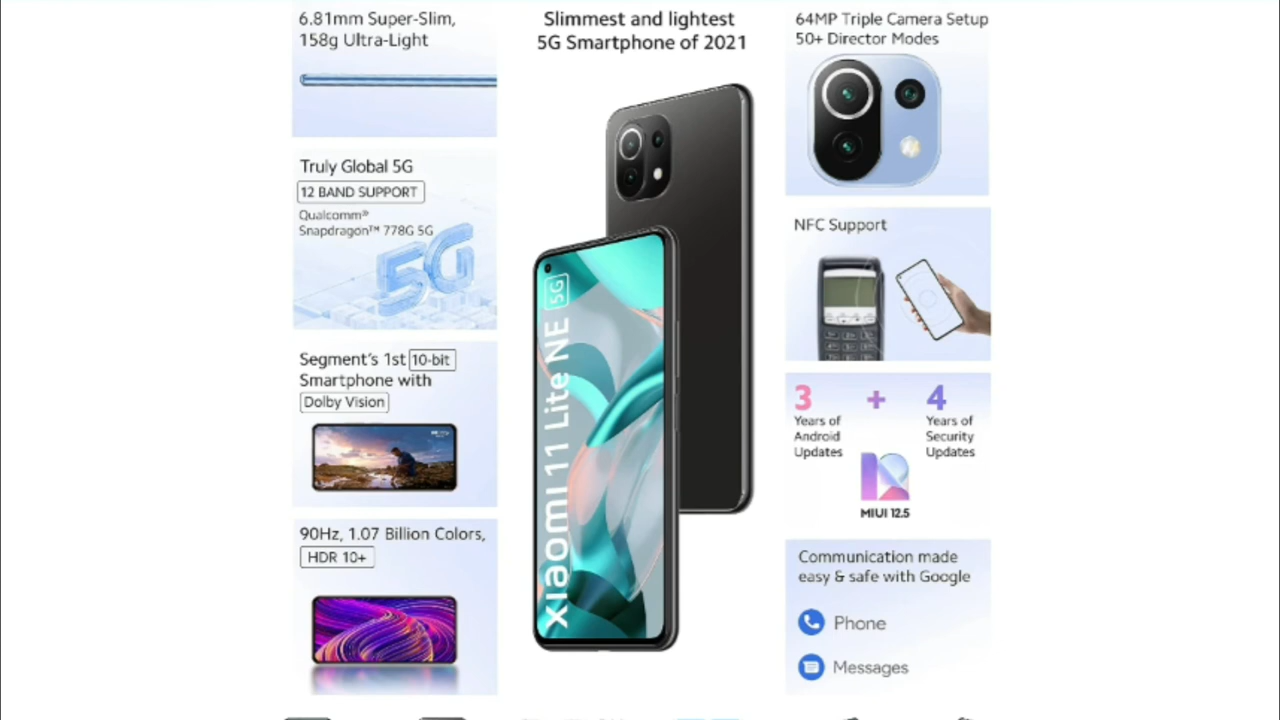 6.81mm Super-Slim,
158g Ultra-Light
Truly Global 5G
12 BAND SUPPORT
Qualcomm®
Snapdragon™ 778G 5G
5G
Segment's 1st 10-bit
Smartphone with
Dolby Vision
90Hz, 1.07 Billion Colors,
HDR 10+
Slimmest and lightest
5G Smartphone of 2021
Xiaomi 11 Lite NE 5G
64MP Triple Camera Setup
50+ Director Modes
NFC Support
3 + 4
Years of Years of
Android Security
Updates Updates
MIUI 12.5
Communication made
easy & safe with Google
Phone
Messages